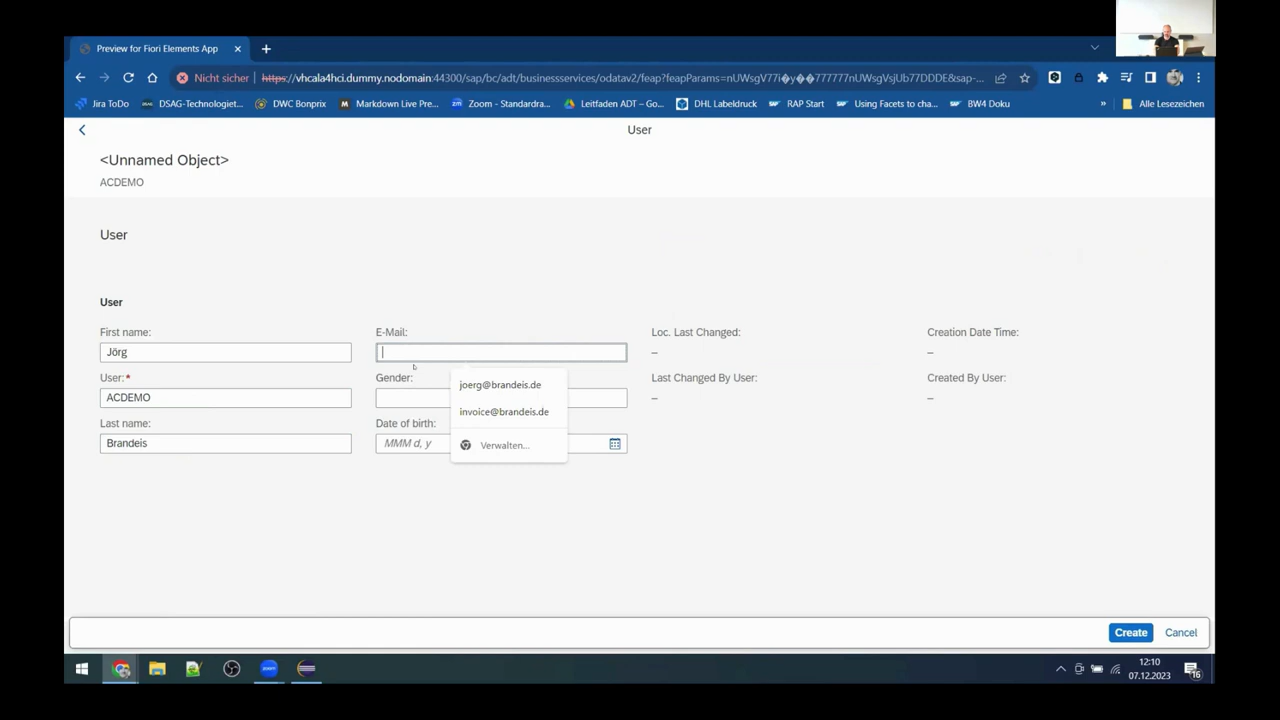 Preview for Fiori Elements App
Nicht sicher
https://vhcala4hci.dummy.nodomain:44300/sap/bc/adt/businessservices/odatav2/feap?feapParams=nUWsgV77i�y��777777nUWsgVsjUb77DDDE&sap-...
Jira ToDo
DSAG-Technologiet...
DWC Bonprix
Markdown Live Pre...
Zoom - Standardra...
Leitfaden ADT – Go...
DHL Labeldruck
RAP Start
Using Facets to cha...
BW4 Doku
»
Alle Lesezeichen
User
<Unnamed Object>
ACDEMO
User
User
First name:
Jörg
User:*
ACDEMO
Last name:
Brandeis
E-Mail:
joerg@brandeis.de
invoice@brandeis.de
Verwalten...
Gender:
Date of birth:
MMM d, y
Loc. Last Changed:
–
Last Changed By User:
–
Creation Date Time:
–
Created By User:
–
Create
Cancel
zoom
12:10
07.12.2023
16